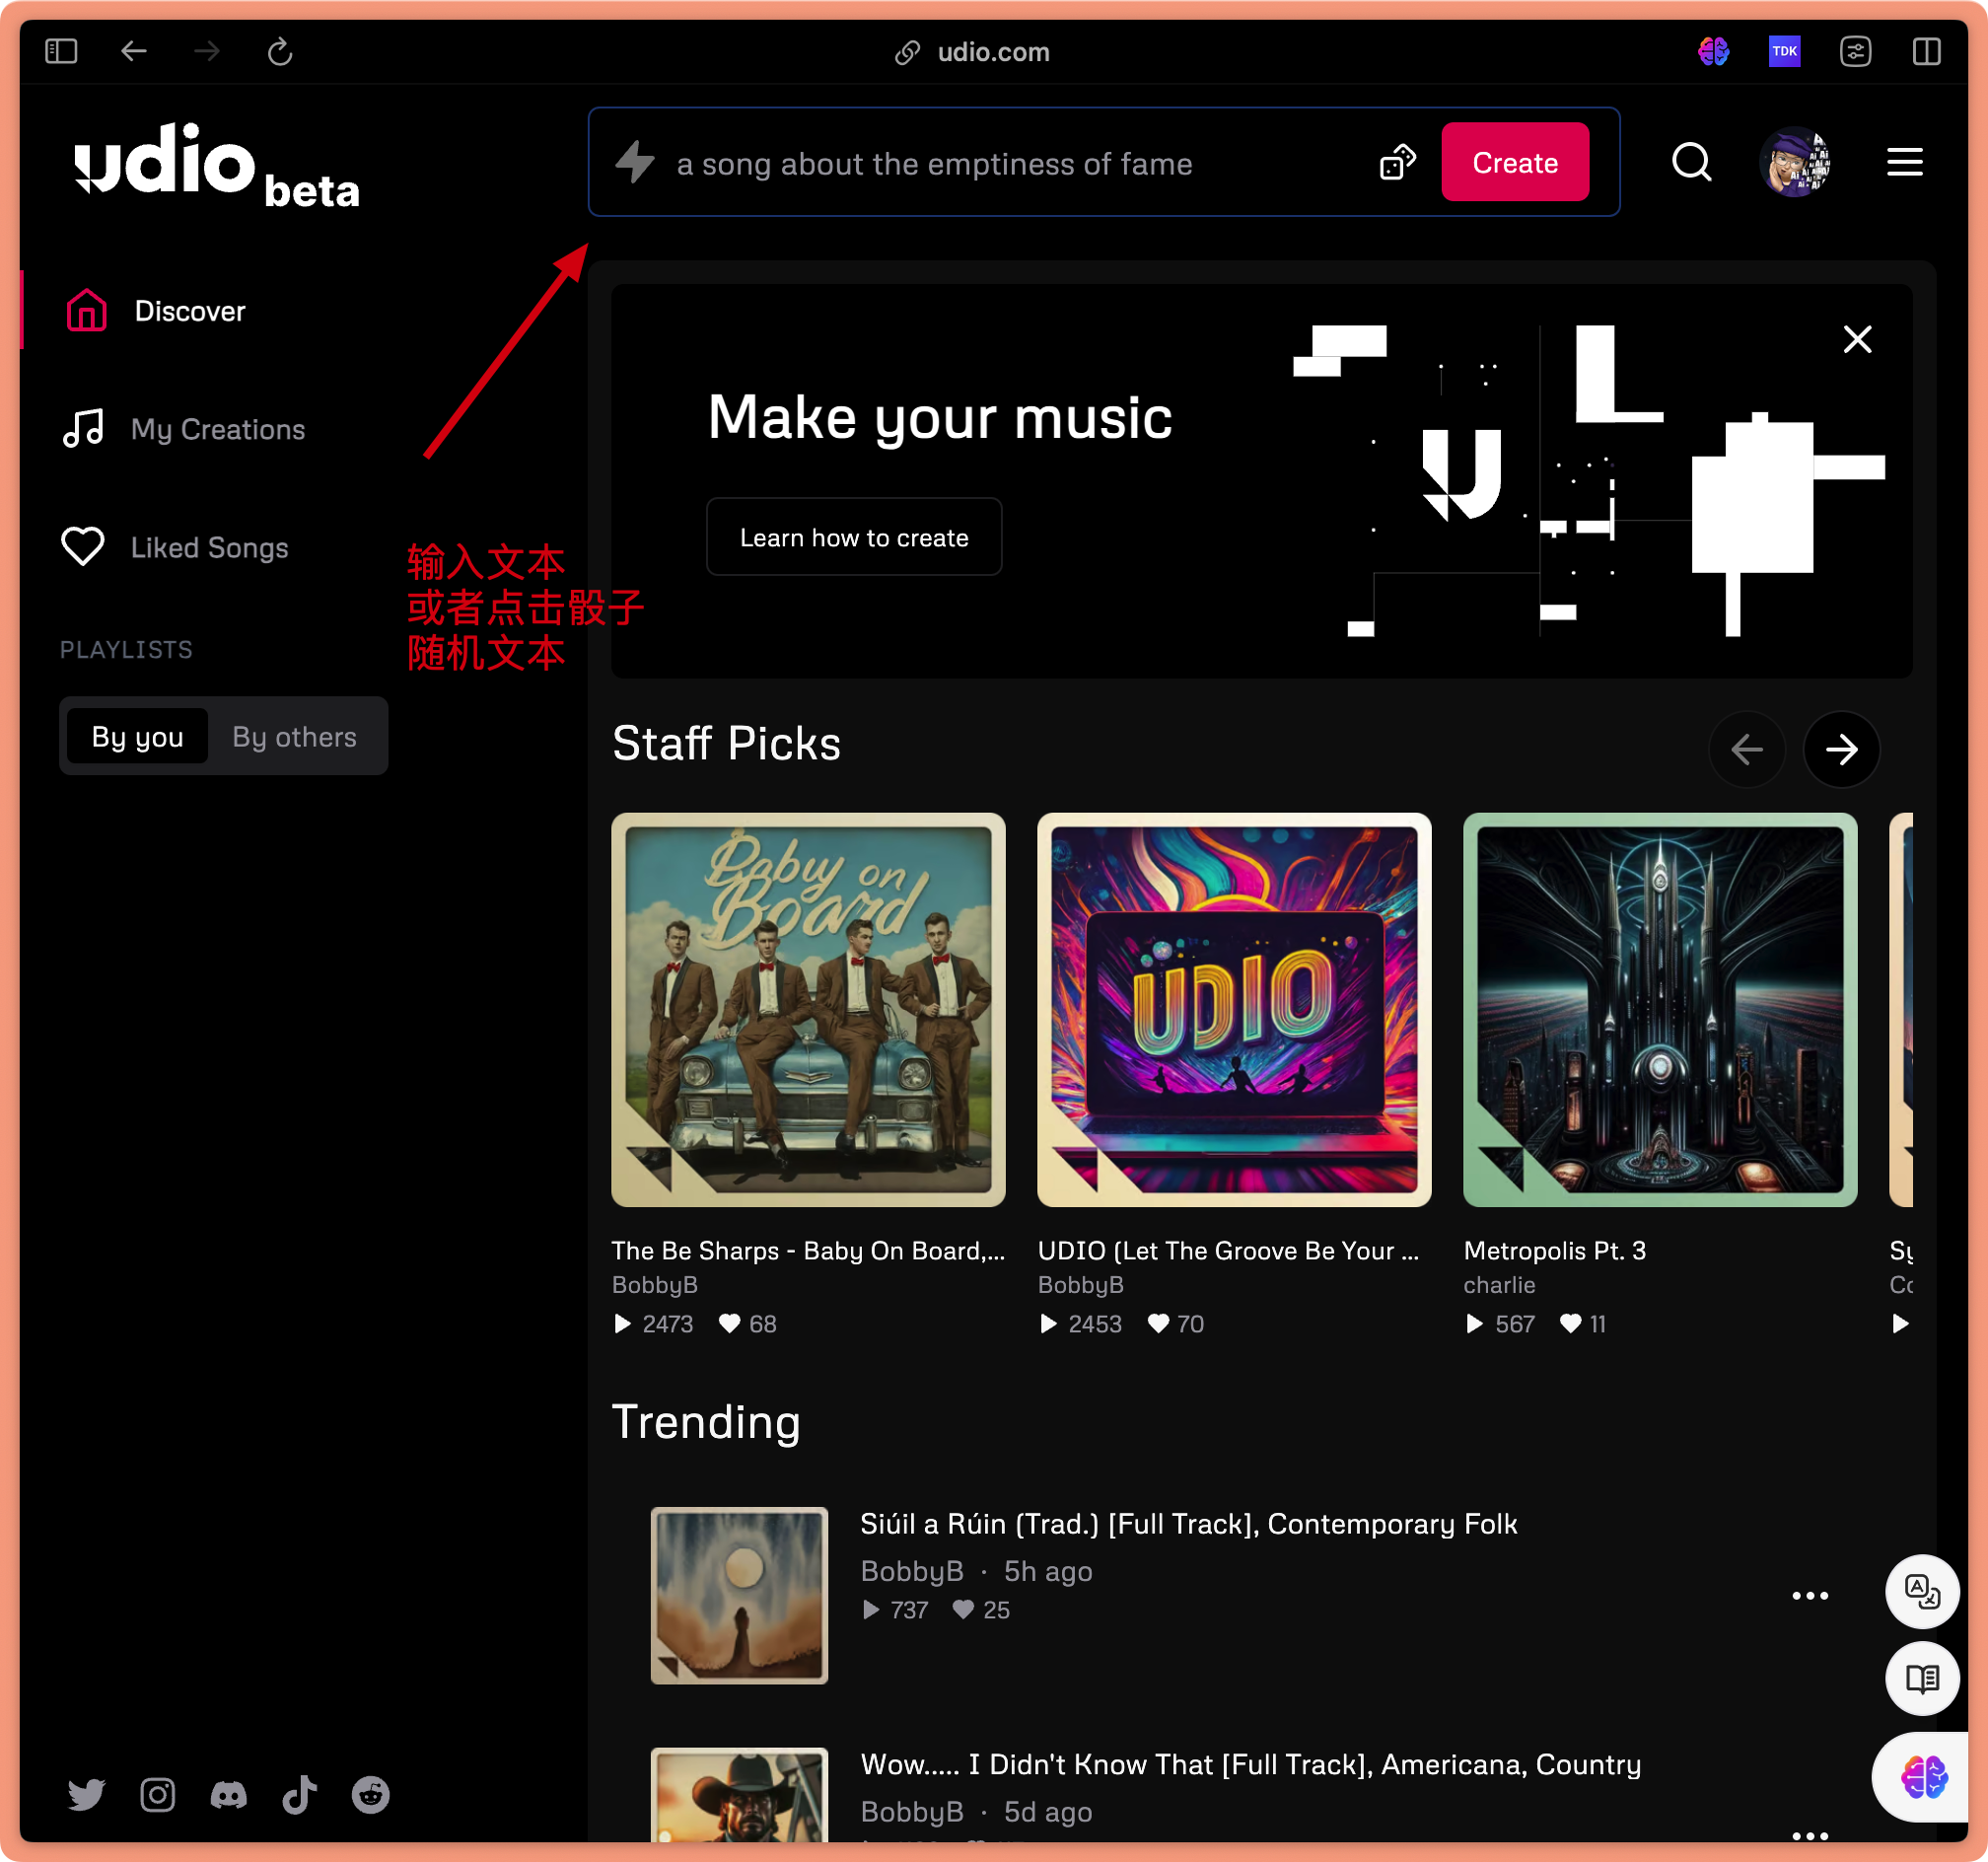 udio.com
TDK
udio beta
a song about the emptiness of fame
Create
Discover
My Creations
Liked Songs
PLAYLISTS
By you
By others
输入文本
或者点击骰子
随机文本
Make your music
Learn how to create
Staff Picks
Baby on
Board
UDIO
The Be Sharps - Baby On Board,...
BobbyB
2473 68
UDIO (Let The Groove Be Your ...
BobbyB
2453 70
Metropolis Pt. 3
charlie
567 11
Sy
Co
Trending
Siúil a Rúin (Trad.) [Full Track], Contemporary Folk
BobbyB · 5h ago
737 25
Wow..... I Didn't Know That [Full Track], Americana, Country
BobbyB · 5d ago